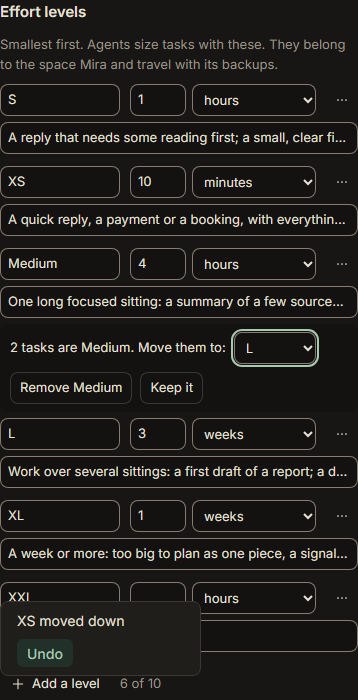 Effort levels
Smallest first. Agents size tasks with these. They belong
to the space Mira and travel with its backups.
S 1 hours ...
A reply that needs some reading first; a small, clear fi...
XS 10 minutes ...
A quick reply, a payment or a booking, with everythin...
Medium 4 hours ...
One long focused sitting: a summary of a few source...
2 tasks are Medium. Move them to: L
Remove Medium Keep it
L 3 weeks ...
Work over several sittings: a first draft of a report; a d...
XL 1 weeks ...
A week or more: too big to plan as one piece, a signal...
XXL hours ...
XS moved down
Undo
+ Add a level 6 of 10